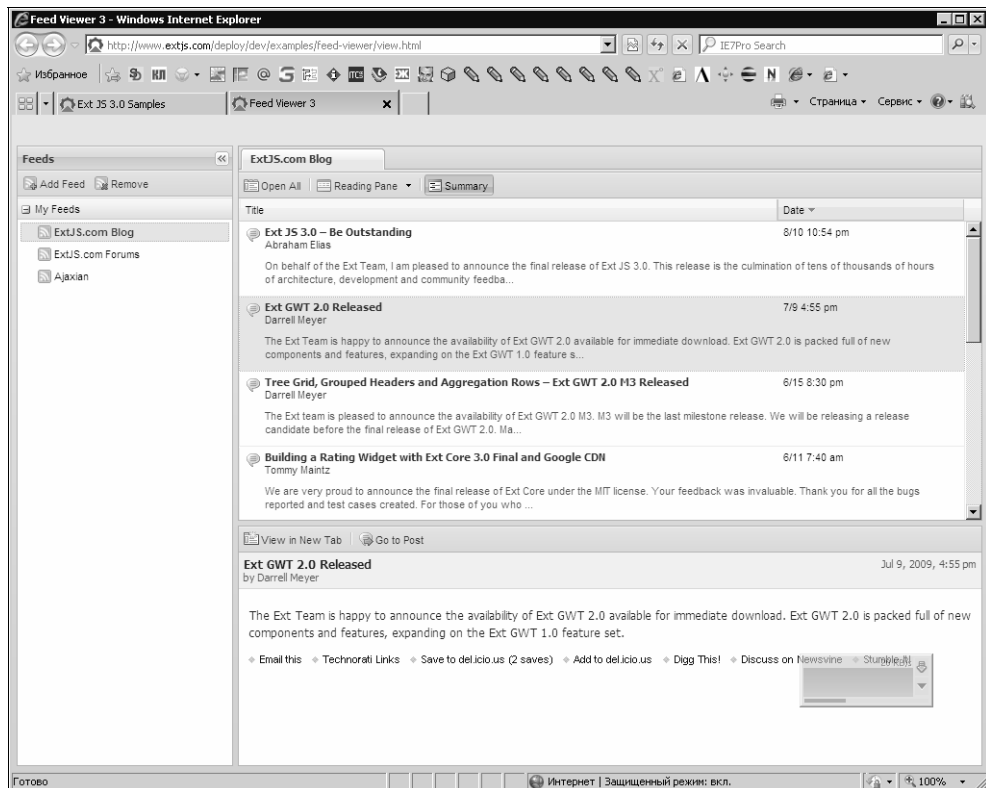 Feed Viewer 3 - Windows Internet Explorer
http://www.extjs.com/deploy/dev/examples/feed-viewer/view.html
IE7Pro Search
Избранное
Ext JS 3.0 Samples
Feed Viewer 3
Страница
Сервис
Feeds
Add Feed Remove
My Feeds
ExtJS.com Blog
ExtJS.com Forums
Ajaxian
ExtJS.com Blog
Open All Reading Pane Summary
Title Date
Ext JS 3.0 – Be Outstanding 8/10 10:54 pm
Abraham Elias
On behalf of the Ext Team, I am pleased to announce the final release of Ext JS 3.0. This release is the culmination of tens of thousands of hours
of architecture, development and community feedba...
Ext GWT 2.0 Released 7/9 4:55 pm
Darrell Meyer
The Ext Team is happy to announce the availability of Ext GWT 2.0 available for immediate download. Ext GWT 2.0 is packed full of new
components and features, expanding on the Ext GWT 1.0 feature s...
Tree Grid, Grouped Headers and Aggregation Rows – Ext GWT 2.0 M3 Released 6/15 8:30 pm
Darrell Meyer
The Ext team is pleased to announce the availability of Ext GWT 2.0 M3. M3 will be the last milestone release. We will be releasing a release
candidate before the final release of Ext GWT 2.0. Ma...
Building a Rating Widget with Ext Core 3.0 Final and Google CDN 6/11 7:40 am
Tommy Maintz
We are very proud to announce the final release of Ext Core under the MIT license. Your feedback was invaluable. Thank you for all the bugs
reported and test cases created. For those of you who ...
View in New Tab Go to Post
Ext GWT 2.0 Released Jul 9, 2009, 4:55 pm
by Darrell Meyer
The Ext Team is happy to announce the availability of Ext GWT 2.0 available for immediate download. Ext GWT 2.0 is packed full of new
components and features, expanding on the Ext GWT 1.0 feature set.
Email this Technorati Links Save to del.icio.us (2 saves) Add to del.icio.us Digg This! Discuss on Newsvine Stumble It!
Готово Интернет | Защищенный режим: вкл. 100%